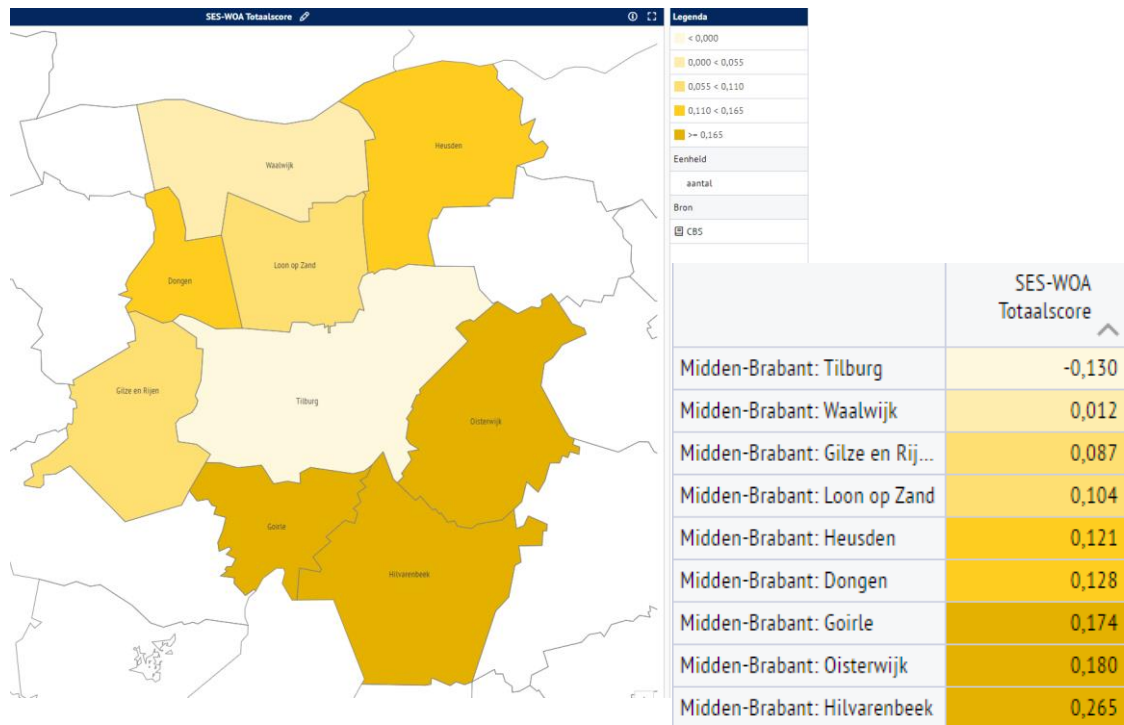 SES-WOA Totaalscore
Legenda
< 0,000
0,000 < 0,055
0,055 < 0,110
0,110 < 0,165
>= 0,165
Eenheid
aantal
Bron
CBS
Waalwijk
Heusden
Dongen
Loon op Zand
Gilze en Rijen
Tilburg
Oisterwijk
Goirle
Hilvarenbeek
SES-WOA
Totaalscore
Midden-Brabant: Tilburg -0,130
Midden-Brabant: Waalwijk 0,012
Midden-Brabant: Gilze en Rij... 0,087
Midden-Brabant: Loon op Zand 0,104
Midden-Brabant: Heusden 0,121
Midden-Brabant: Dongen 0,128
Midden-Brabant: Goirle 0,174
Midden-Brabant: Oisterwijk 0,180
Midden-Brabant: Hilvarenbeek 0,265